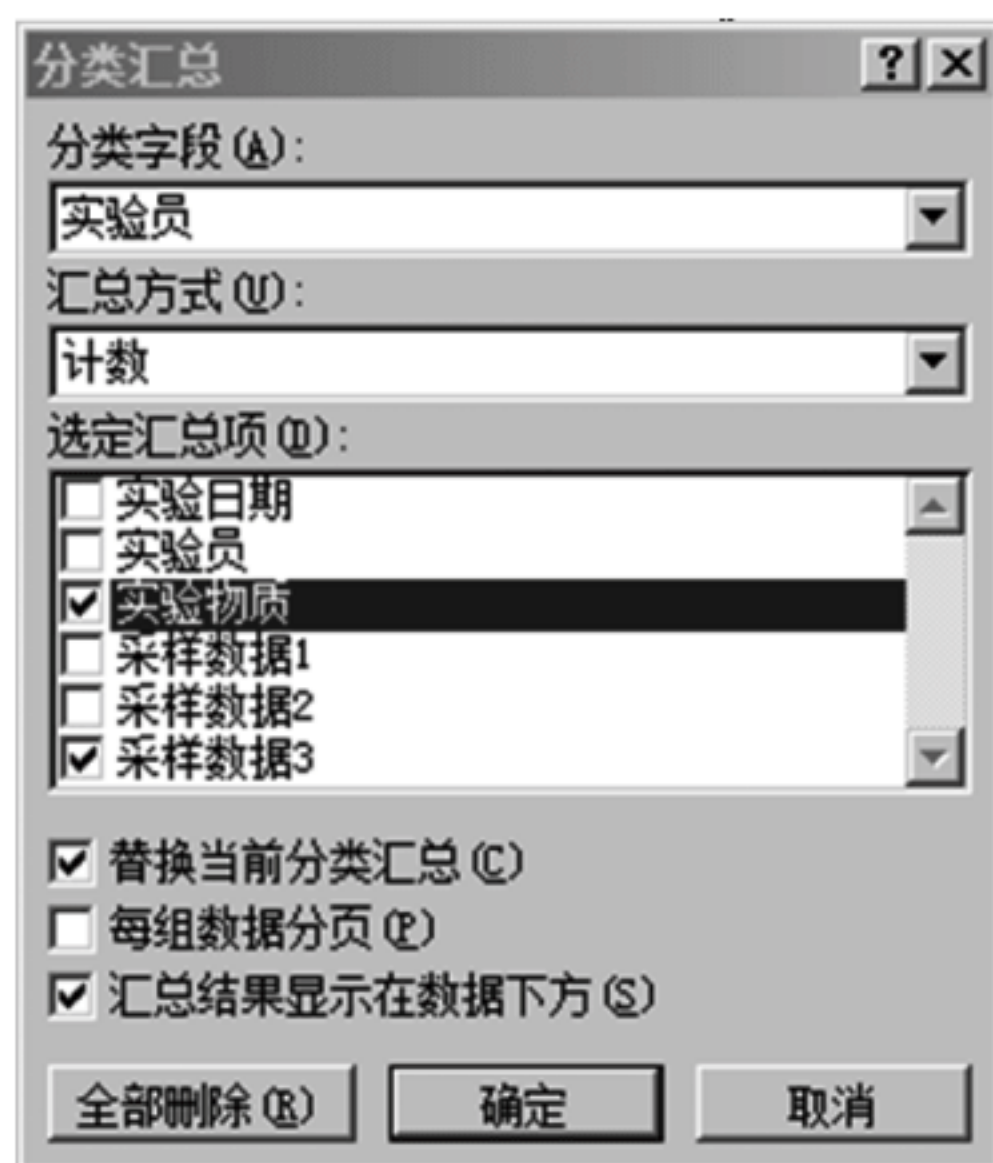 分类汇总
分类字段(A):
实验员
汇总方式(U):
计数
选定汇总项(D):
实验日期
实验员
实验物质
采样数据1
采样数据2
采样数据3
替换当前分类汇总(C)
每组数据分页(P)
汇总结果显示在数据下方(S)
全部删除(R) 确定 取消